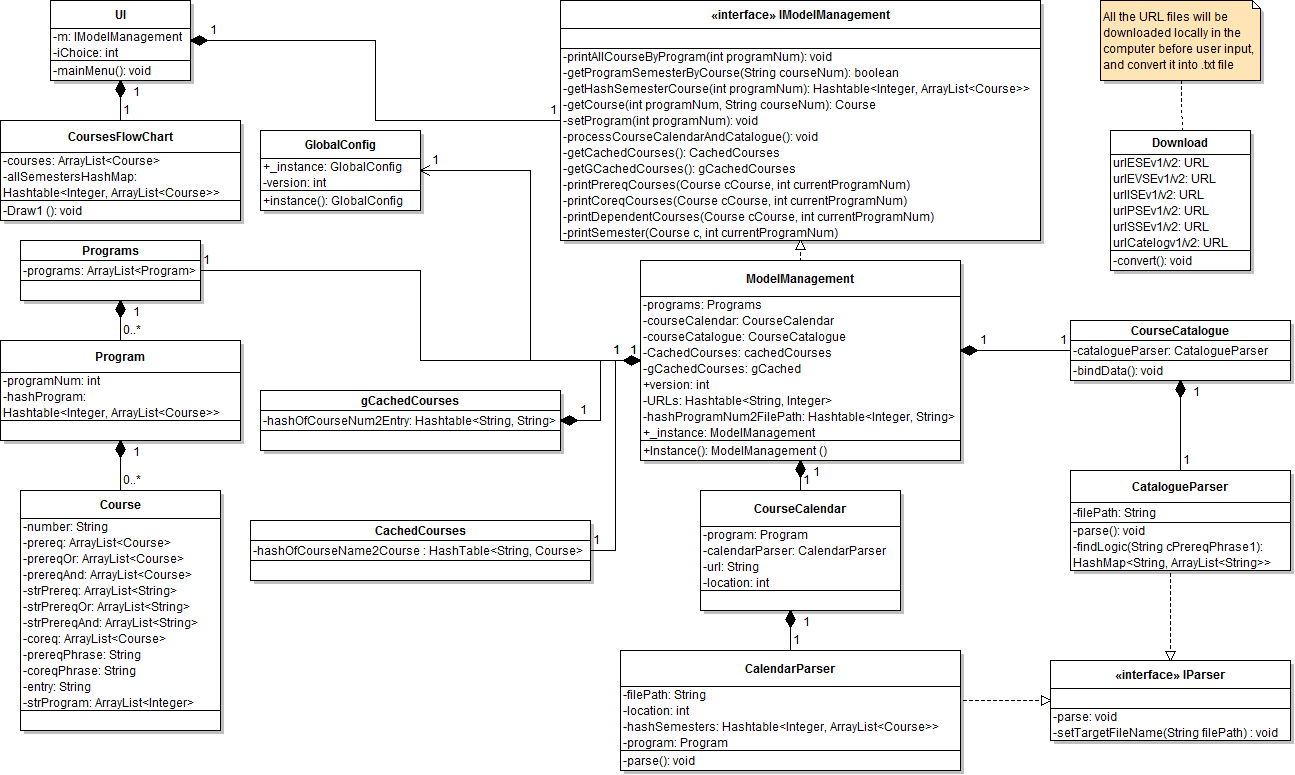 UI
-m: IModelManagement
-iChoice: int
-mainMenu(): void
1
1
1
1
CoursesFlowChart
-courses: ArrayList<Course>
-allSemestersHashMap:
Hashtable<Integer, ArrayList<Course>>
-Draw1 (): void
GlobalConfig
+_instance: GlobalConfig
-version: int
+instance(): GlobalConfig
1
«interface» IModelManagement
-printAllCourseByProgram(int programNum): void
-getProgramSemesterByCourse(String courseNum): boolean
-getHashSemesterCourse(int programNum): Hashtable<Integer, ArrayList<Course>>
-getCourse(int programNum, String courseNum): Course
-setProgram(int programNum): void
-processCourseCalendarAndCatalogue(): void
-getCachedCourses(): CachedCourses
-getGCachedCourses(): gCachedCourses
-printPrereqCourses(Course cCourse, int currentProgramNum)
-printCoreqCourses(Course cCourse, int currentProgramNum)
-printDependentCourses(Course cCourse, int currentProgramNum)
-printSemester(Course c, int currentProgramNum)
All the URL files will be
downloaded locally in the
computer before user input,
and convert it into .txt file
Download
urlESEv1/v2: URL
urlEVSEv1/v2: URL
urlISEv1/v2: URL
urlPSEv1/v2: URL
urlSSEv1/v2: URL
urlCatelogv1/v2: URL
-convert(): void
Programs
-programs: ArrayList<Program>
1
1
0..*
Program
-programNum: int
-hashProgram:
Hashtable<Integer, ArrayList<Course>>
1
0..*
Course
-number: String
-prereq: ArrayList<Course>
-prereqOr: ArrayList<Course>
-prereqAnd: ArrayList<Course>
-strPrereq: ArrayList<String>
-strPrereqOr: ArrayList<String>
-strPrereqAnd: ArrayList<String>
-coreq: ArrayList<Course>
-prereqPhrase: String
-coreqPhrase: String
-entry: String
-strProgram: ArrayList<Integer>
gCachedCourses
-hashOfCourseNum2Entry: Hashtable<String, String>
1
CachedCourses
-hashOfCourseName2Course : HashTable<String, Course>
1
1 1
ModelManagement
-programs: Programs
-courseCalendar: CourseCalendar
-courseCatalogue: CourseCatalogue
-CachedCourses: cachedCourses
-gCachedCourses: gCached
+version: int
-URLs: Hashtable<String, Integer>
-hashProgramNum2FilePath: Hashtable<Integer, String>
+_instance: ModelManagement
+Instance(): ModelManagement ()
1
1
1
1
CourseCalendar
-program: Program
-calendarParser: CalendarParser
-url: String
-location: int
1
1
CalendarParser
-filePath: String
-location: int
-hashSemesters: Hashtable<Integer, ArrayList<Course>>
-program: Program
-parse(): void
CourseCatalogue
-catalogueParser: CatalogueParser
-bindData(): void
1
1
CatalogueParser
-filePath: String
-parse(): void
-findLogic(String cPrereqPhrase1):
HashMap<String, ArrayList<String>>
«interface» IParser
-parse: void
-setTargetFileName(String filePath) : void